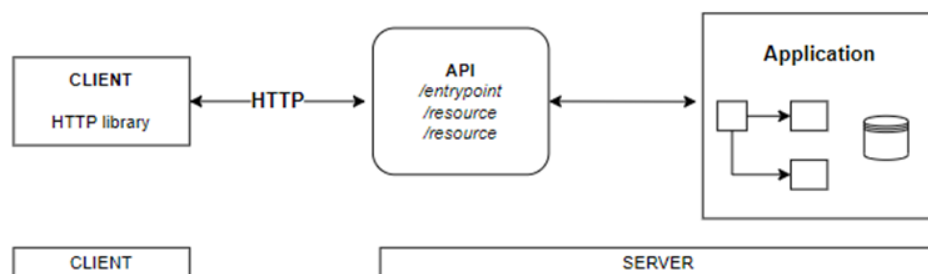 CLIENT
HTTP library
HTTP
API
/entrypoint
/resource
/resource
Application
CLIENT
SERVER